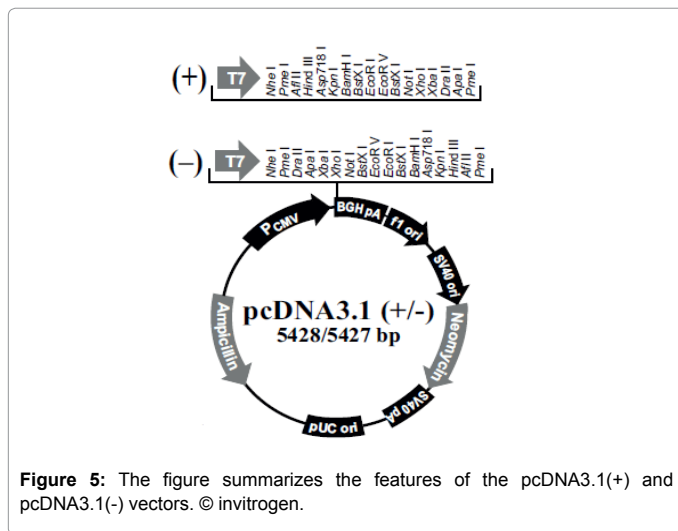 (+) T7 Nhe I Pme I Afl II Hind III Asp718 I Kpn I BamH I BstX I EcoR I EcoR V BstX I Not I Xho I Xba I Dra II Apa I Pme I
(–) T7 Nhe I Pme I Dra II Apa I Xba I Xho I Not I BstX I EcoR V EcoR I BstX I BamH I Asp718 I Kpn I Hind III Afl II Pme I
PCMV
BGH pA
f1 ori
SV40 ori
Neomycin
SV40 pA
pUC ori
Ampicillin
pcDNA3.1 (+/-)
5428/5427 bp
Figure 5: The figure summarizes the features of the pcDNA3.1(+) and
pcDNA3.1(-) vectors. © invitrogen.